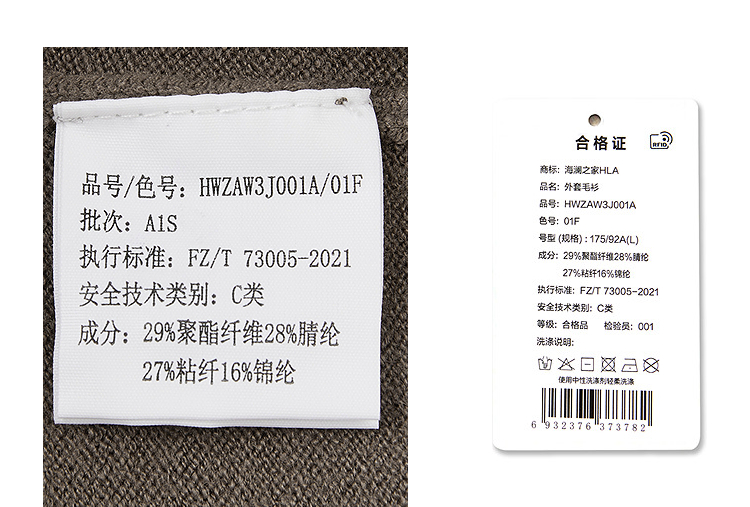 品号/色号: HWZAW3J001A/01F
批次: A1S
执行标准: FZ/T 73005-2021
安全技术类别: C类
成分: 29%聚酯纤维28%腈纶
27%粘纤16%锦纶
合格证
RFID
商标: 海澜之家HLA
品名: 外套毛衫
品号: HWZAW3J001A
色号: 01F
号型 (规格) : 175/92A(L)
成分: 29%聚酯纤维28%腈纶
27%粘纤16%锦纶
执行标准: FZ/T 73005-2021
安全技术类别: C类
等级: 合格品 检验员: 001
洗涤说明:
使用中性洗涤剂轻柔洗涤
6 932376 373782